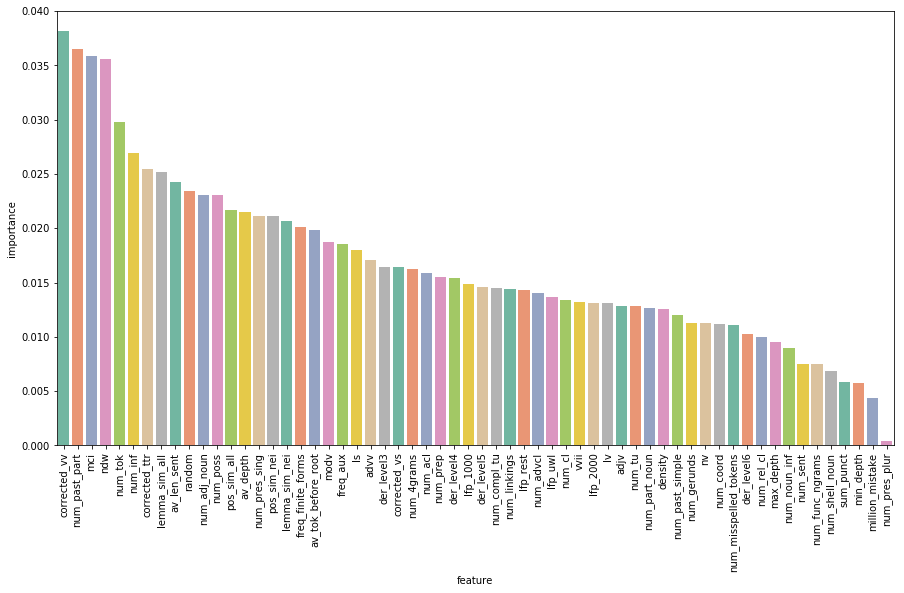 0.040
0.035
0.030
0.025
0.020
0.015
0.010
0.005
0.000
importance
corrected_vv
num_past_part
mci
ndw
num_tok
num_inf
corrected_ttr
lemma_sim_all
av_len_sent
random
num_adj_noun
num_poss
pos_sim_all
av_depth
num_pres_sing
pos_sim_nei
lemma_sim_nei
freq_finite_forms
av_tok_before_root
modv
freq_aux
ls
advv
der_level3
corrected_vs
num_4grams
num_acl
num_prep
der_level4
lfp_1000
der_level5
num_compl_tu
num_linkings
lfp_rest
num_advcl
lfp_uwl
num_cl
vvii
lfp_2000
lv
adjv
num_tu
num_part_noun
density
num_past_simple
num_gerunds
nv
num_coord
num_misspelled_tokens
der_level6
num_rel_cl
max_depth
num_noun_inf
num_sent
num_func_ngrams
num_shell_noun
sum_punct
min_depth
million_mistake
num_pres_plur
feature